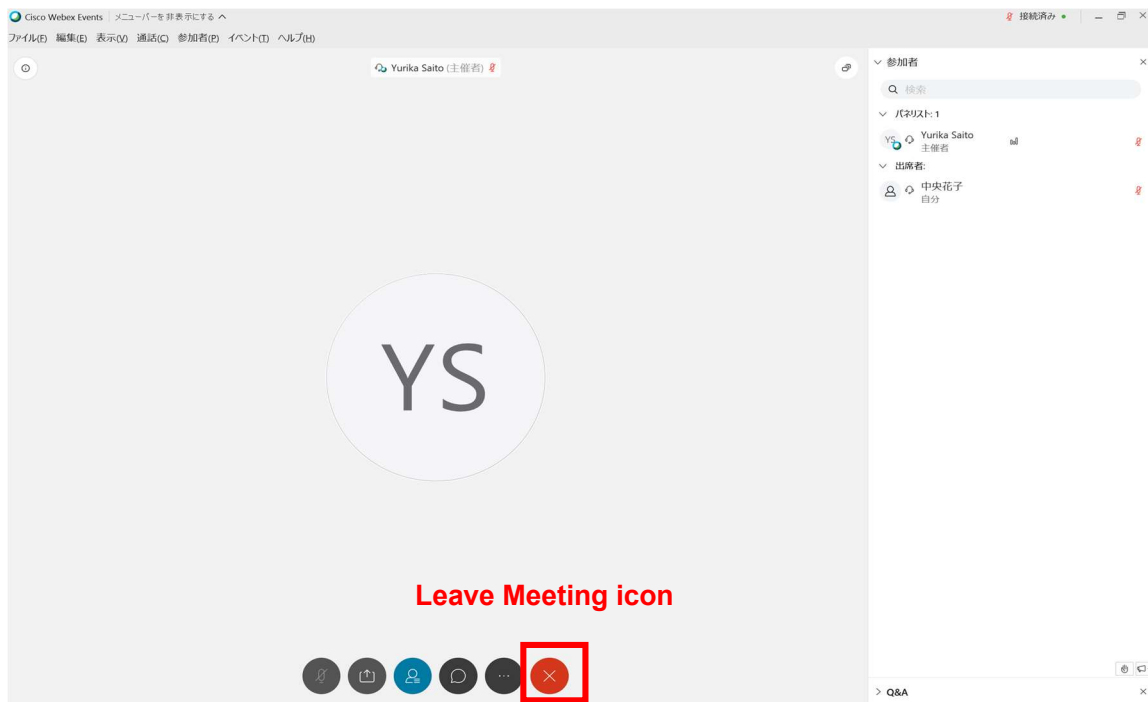 Cisco Webex Events メニューバーを非表示にする
接続済み
ファイル(F) 編集(E) 表示(V) 通話(C) 参加者(P) イベント(T) ヘルプ(H)
Yurika Saito (主催者)
参加者
検索
パネリスト: 1
YS Yurika Saito
主催者
出席者:
中央花子
自分
YS
Leave Meeting icon
Q&A